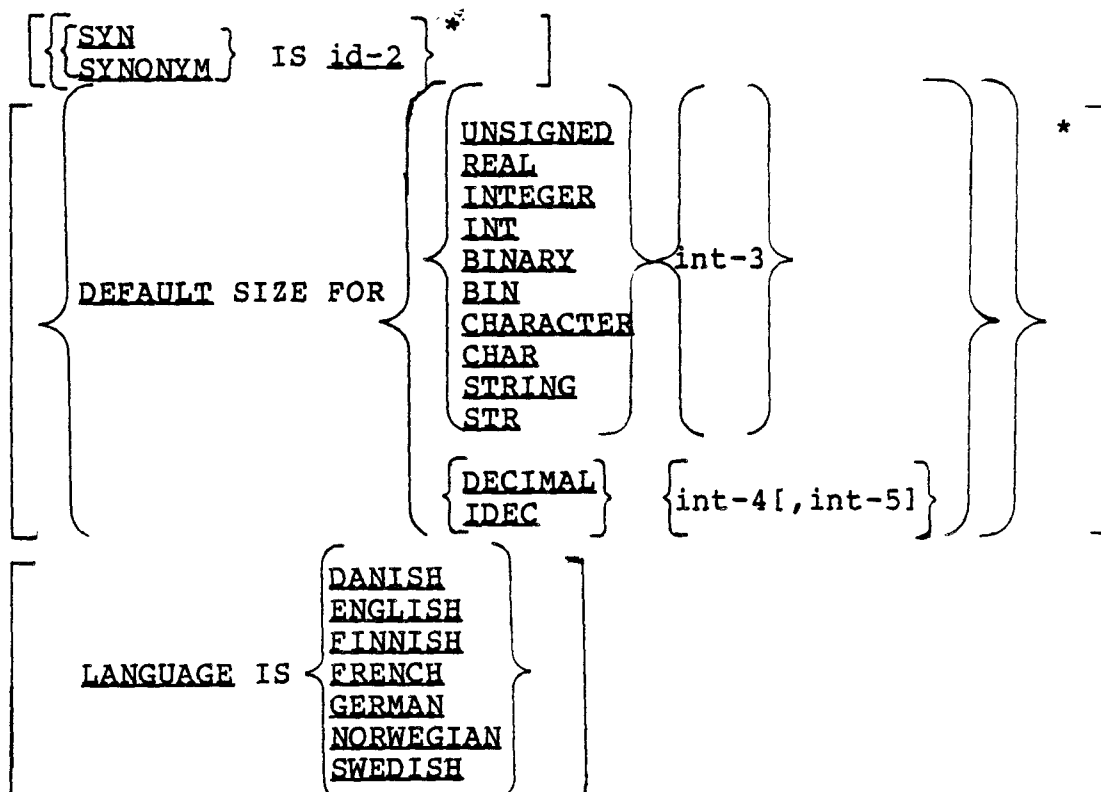 [{{SYN
SYNONYM} IS id-2}* ]
UNSIGNED
REAL
INTEGER
INT
BINARY
BIN
CHARACTER
CHAR
STRING
STR
int-3
*
DEFAULT SIZE FOR
DECIMAL
IDEC
int-4[,int-5]
LANGUAGE IS
DANISH
ENGLISH
FINNISH
FRENCH
GERMAN
NORWEGIAN
SWEDISH